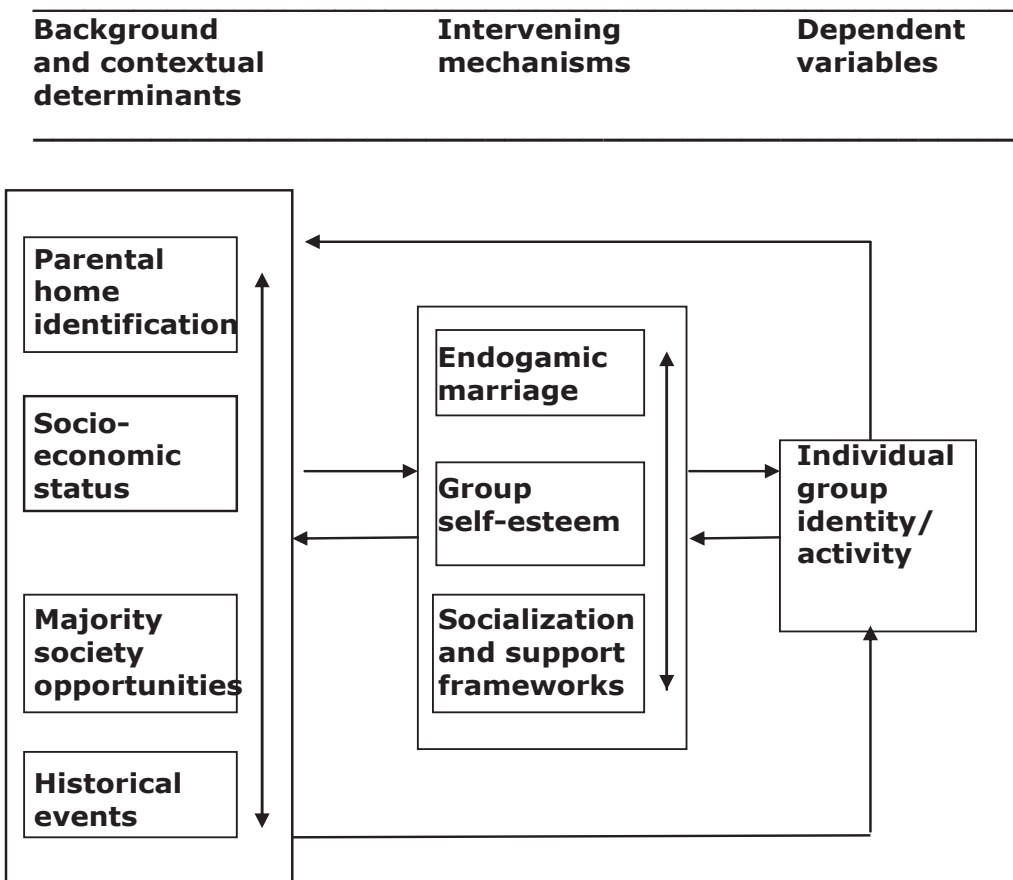 Background
and contextual
determinants
Intervening
mechanisms
Dependent
variables
Parental
home
identification
Socio-
economic
status
Majority
society
opportunities
Historical
events
Endogamic
marriage
Group
self-esteem
Socialization
and support
frameworks
Individual
group
identity/
activity